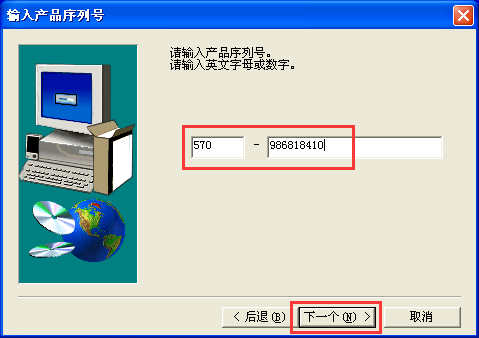 输入产品序列号
请输入产品序列号。
请输入英文字母或数字。
570 - 986818410
< 后退(B) 下一个(N) > 取消